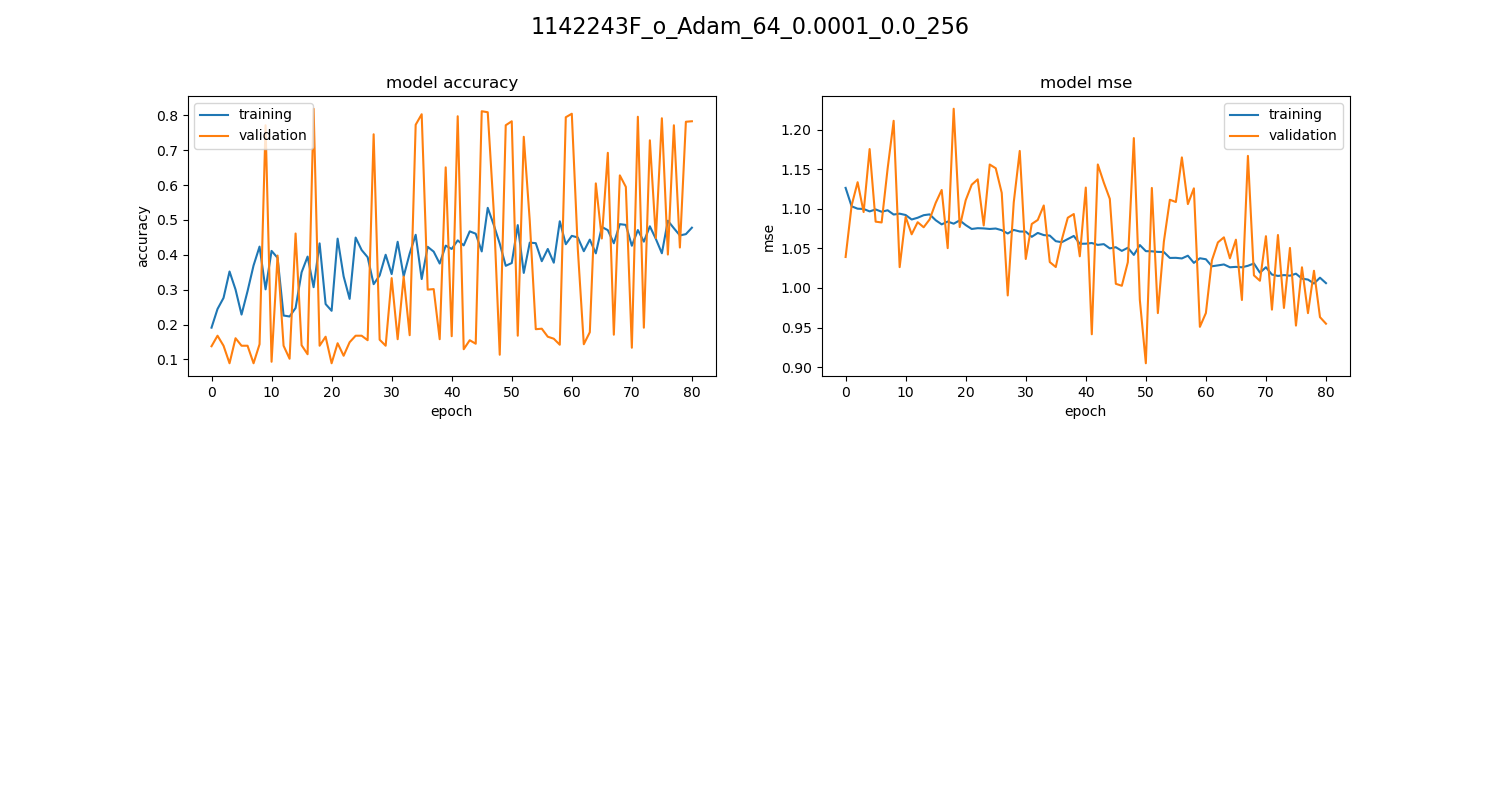 1142243F_o_Adam_64_0.0001_0.0_256
model accuracy
training
validation
accuracy
0.8
0.7
0.6
0.5
0.4
0.3
0.2
0.1
0 10 20 30 40 50 60 70 80
epoch
model mse
training
validation
mse
1.20
1.15
1.10
1.05
1.00
0.95
0.90
0 10 20 30 40 50 60 70 80
epoch